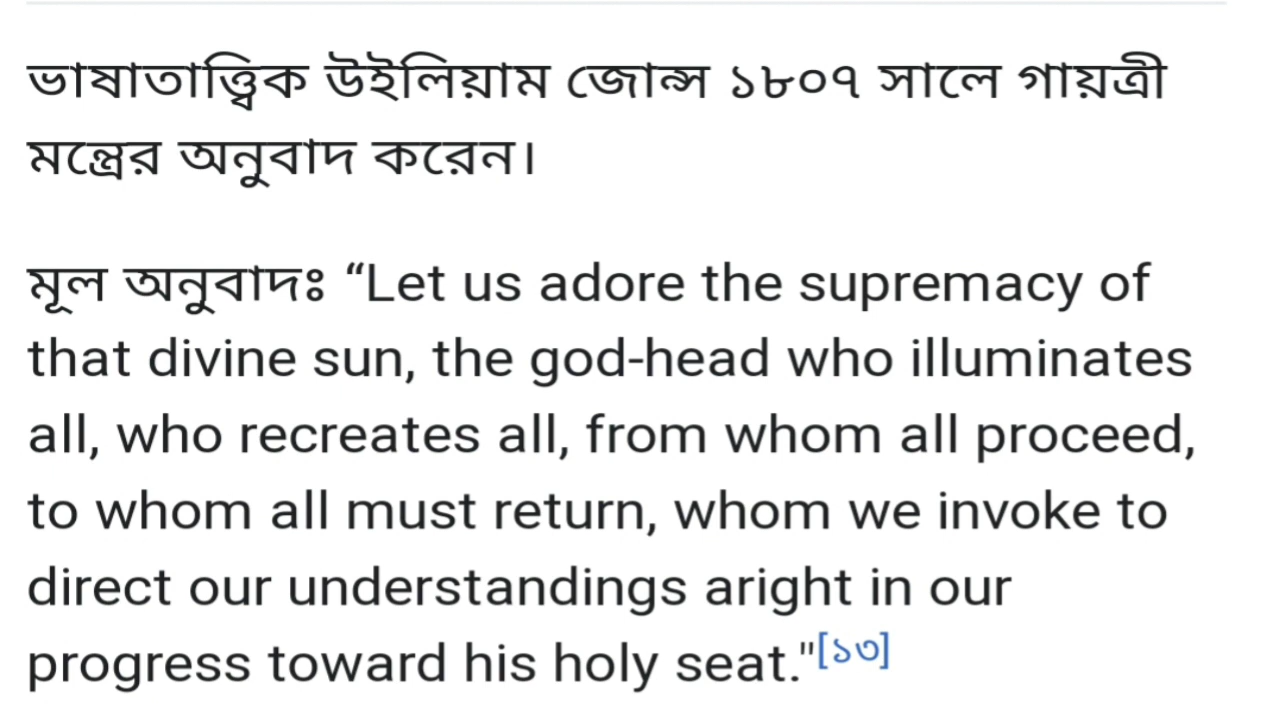 ভাষাতাত্ত্বিক উইলিয়াম জোন্স ১৮০৭ সালে গায়ত্রী
মন্ত্রের অনুবাদ করেন।
মূল অনুবাদঃ “Let us adore the supremacy of
that divine sun, the god-head who illuminates
all, who recreates all, from whom all proceed,
to whom all must return, whom we invoke to
direct our understandings aright in our
progress toward his holy seat."[১৩]